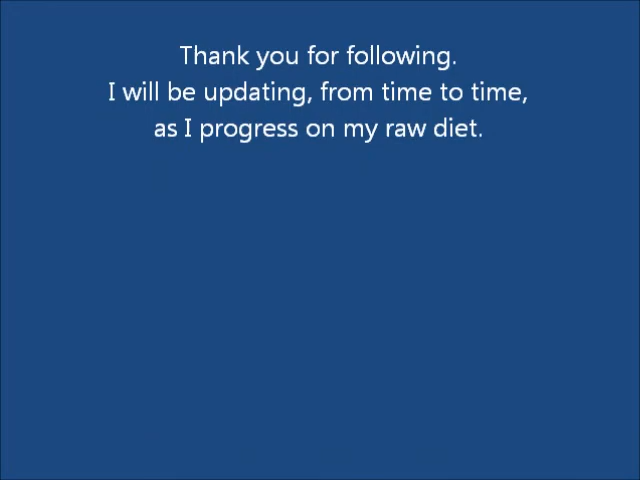 Thank you for following.
I will be updating, from time to time,
as I progress on my raw diet.